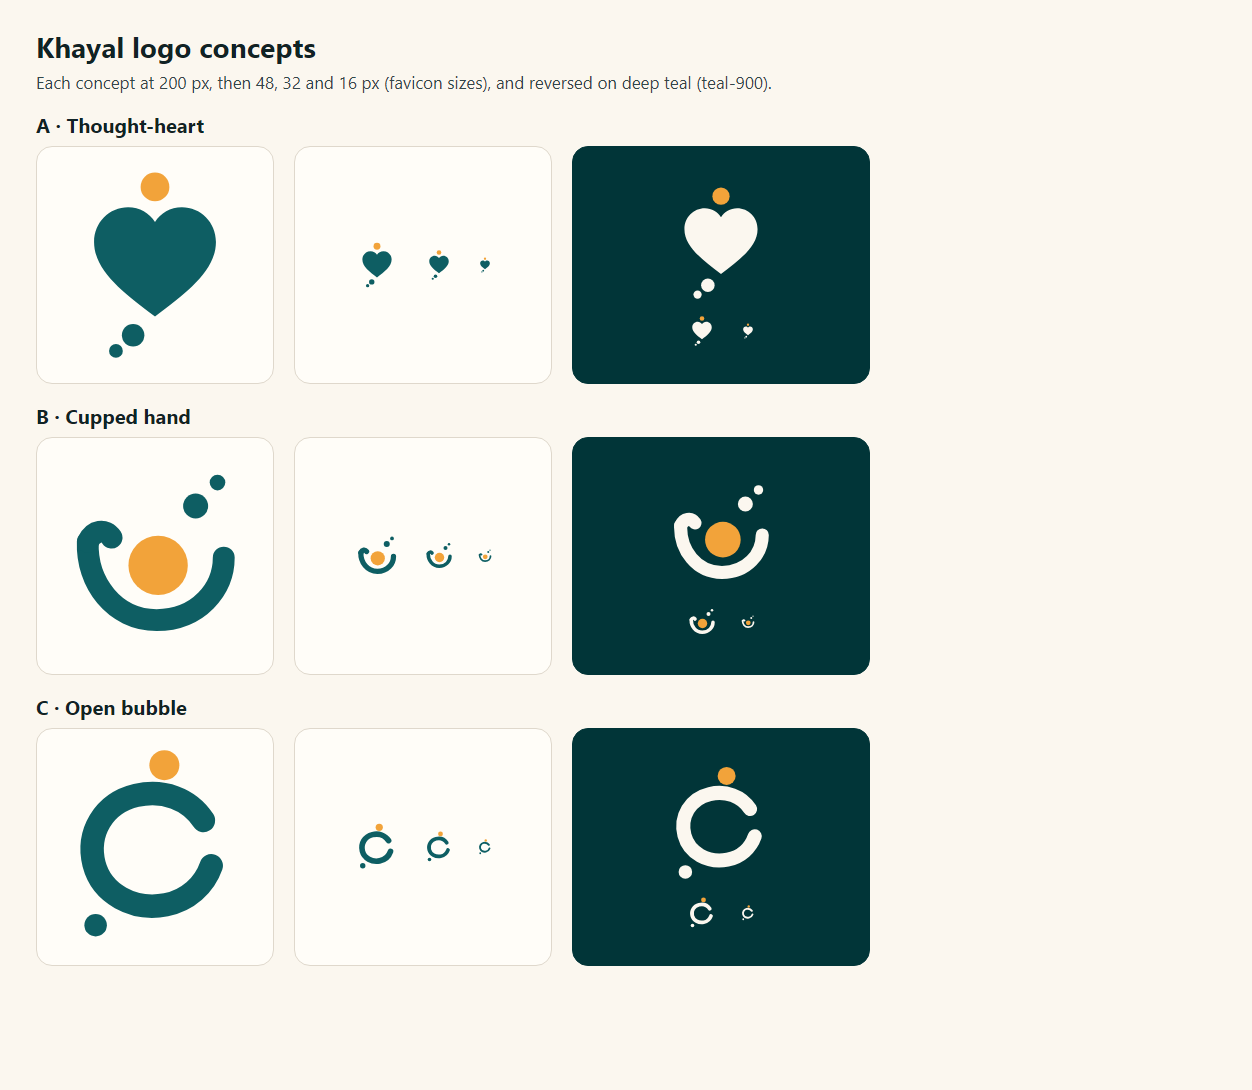 Khayal logo concepts
Each concept at 200 px, then 48, 32 and 16 px (favicon sizes), and reversed on deep teal (teal-900).
A · Thought-heart
B · Cupped hand
C · Open bubble